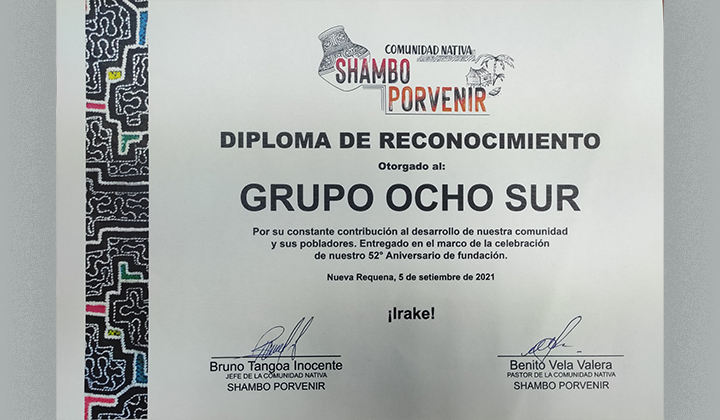 COMUNIDAD NATIVA
SHAMBO
PORVENIR
DIPLOMA DE RECONOCIMIENTO
Otorgado al:
GRUPO OCHO SUR
Por su constante contribución al desarrollo de nuestra comunidad
y sus pobladores. Entregado en el marco de la celebración
de nuestro 52° Aniversario de fundación.
Nueva Requena, 5 de setiembre de 2021
¡Irake!
Bruno Tangoa Inocente
JEFE DE LA COMUNIDAD NATIVA
SHAMBO PORVENIR
Benito Vela Valera
PASTOR DE LA COMUNIDAD NATIVA
SHAMBO PORVENIR